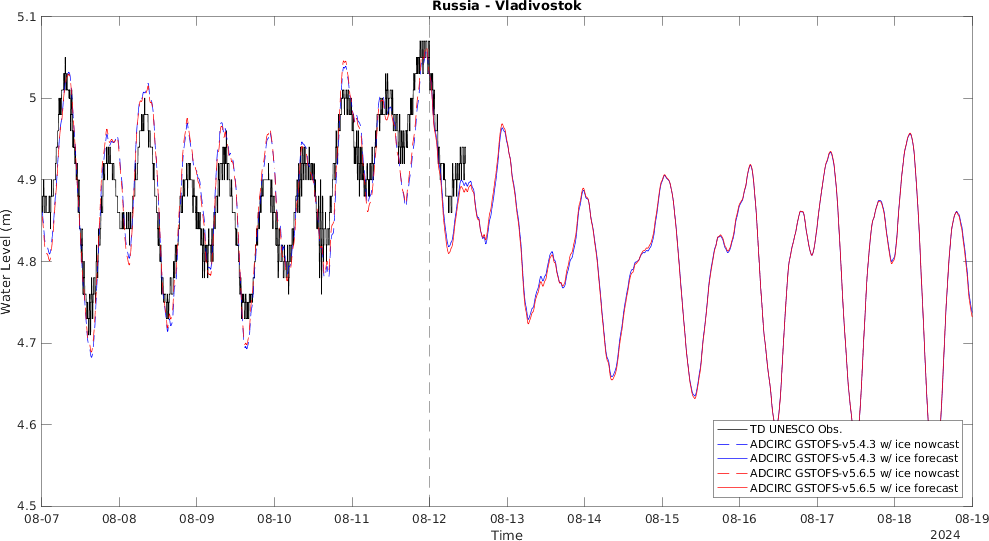 Russia - Vladivostok
5.1
5
4.9
4.8
4.7
4.6
4.5
Water Level (m)
TD UNESCO Obs.
ADCIRC GSTOFS-v5.4.3 w/ ice nowcast
ADCIRC GSTOFS-v5.4.3 w/ ice forecast
ADCIRC GSTOFS-v5.6.5 w/ ice nowcast
ADCIRC GSTOFS-v5.6.5 w/ ice forecast
08-07 08-08 08-09 08-10 08-11 08-12 08-13 08-14 08-15 08-16 08-17 08-18 08-19
Time 2024